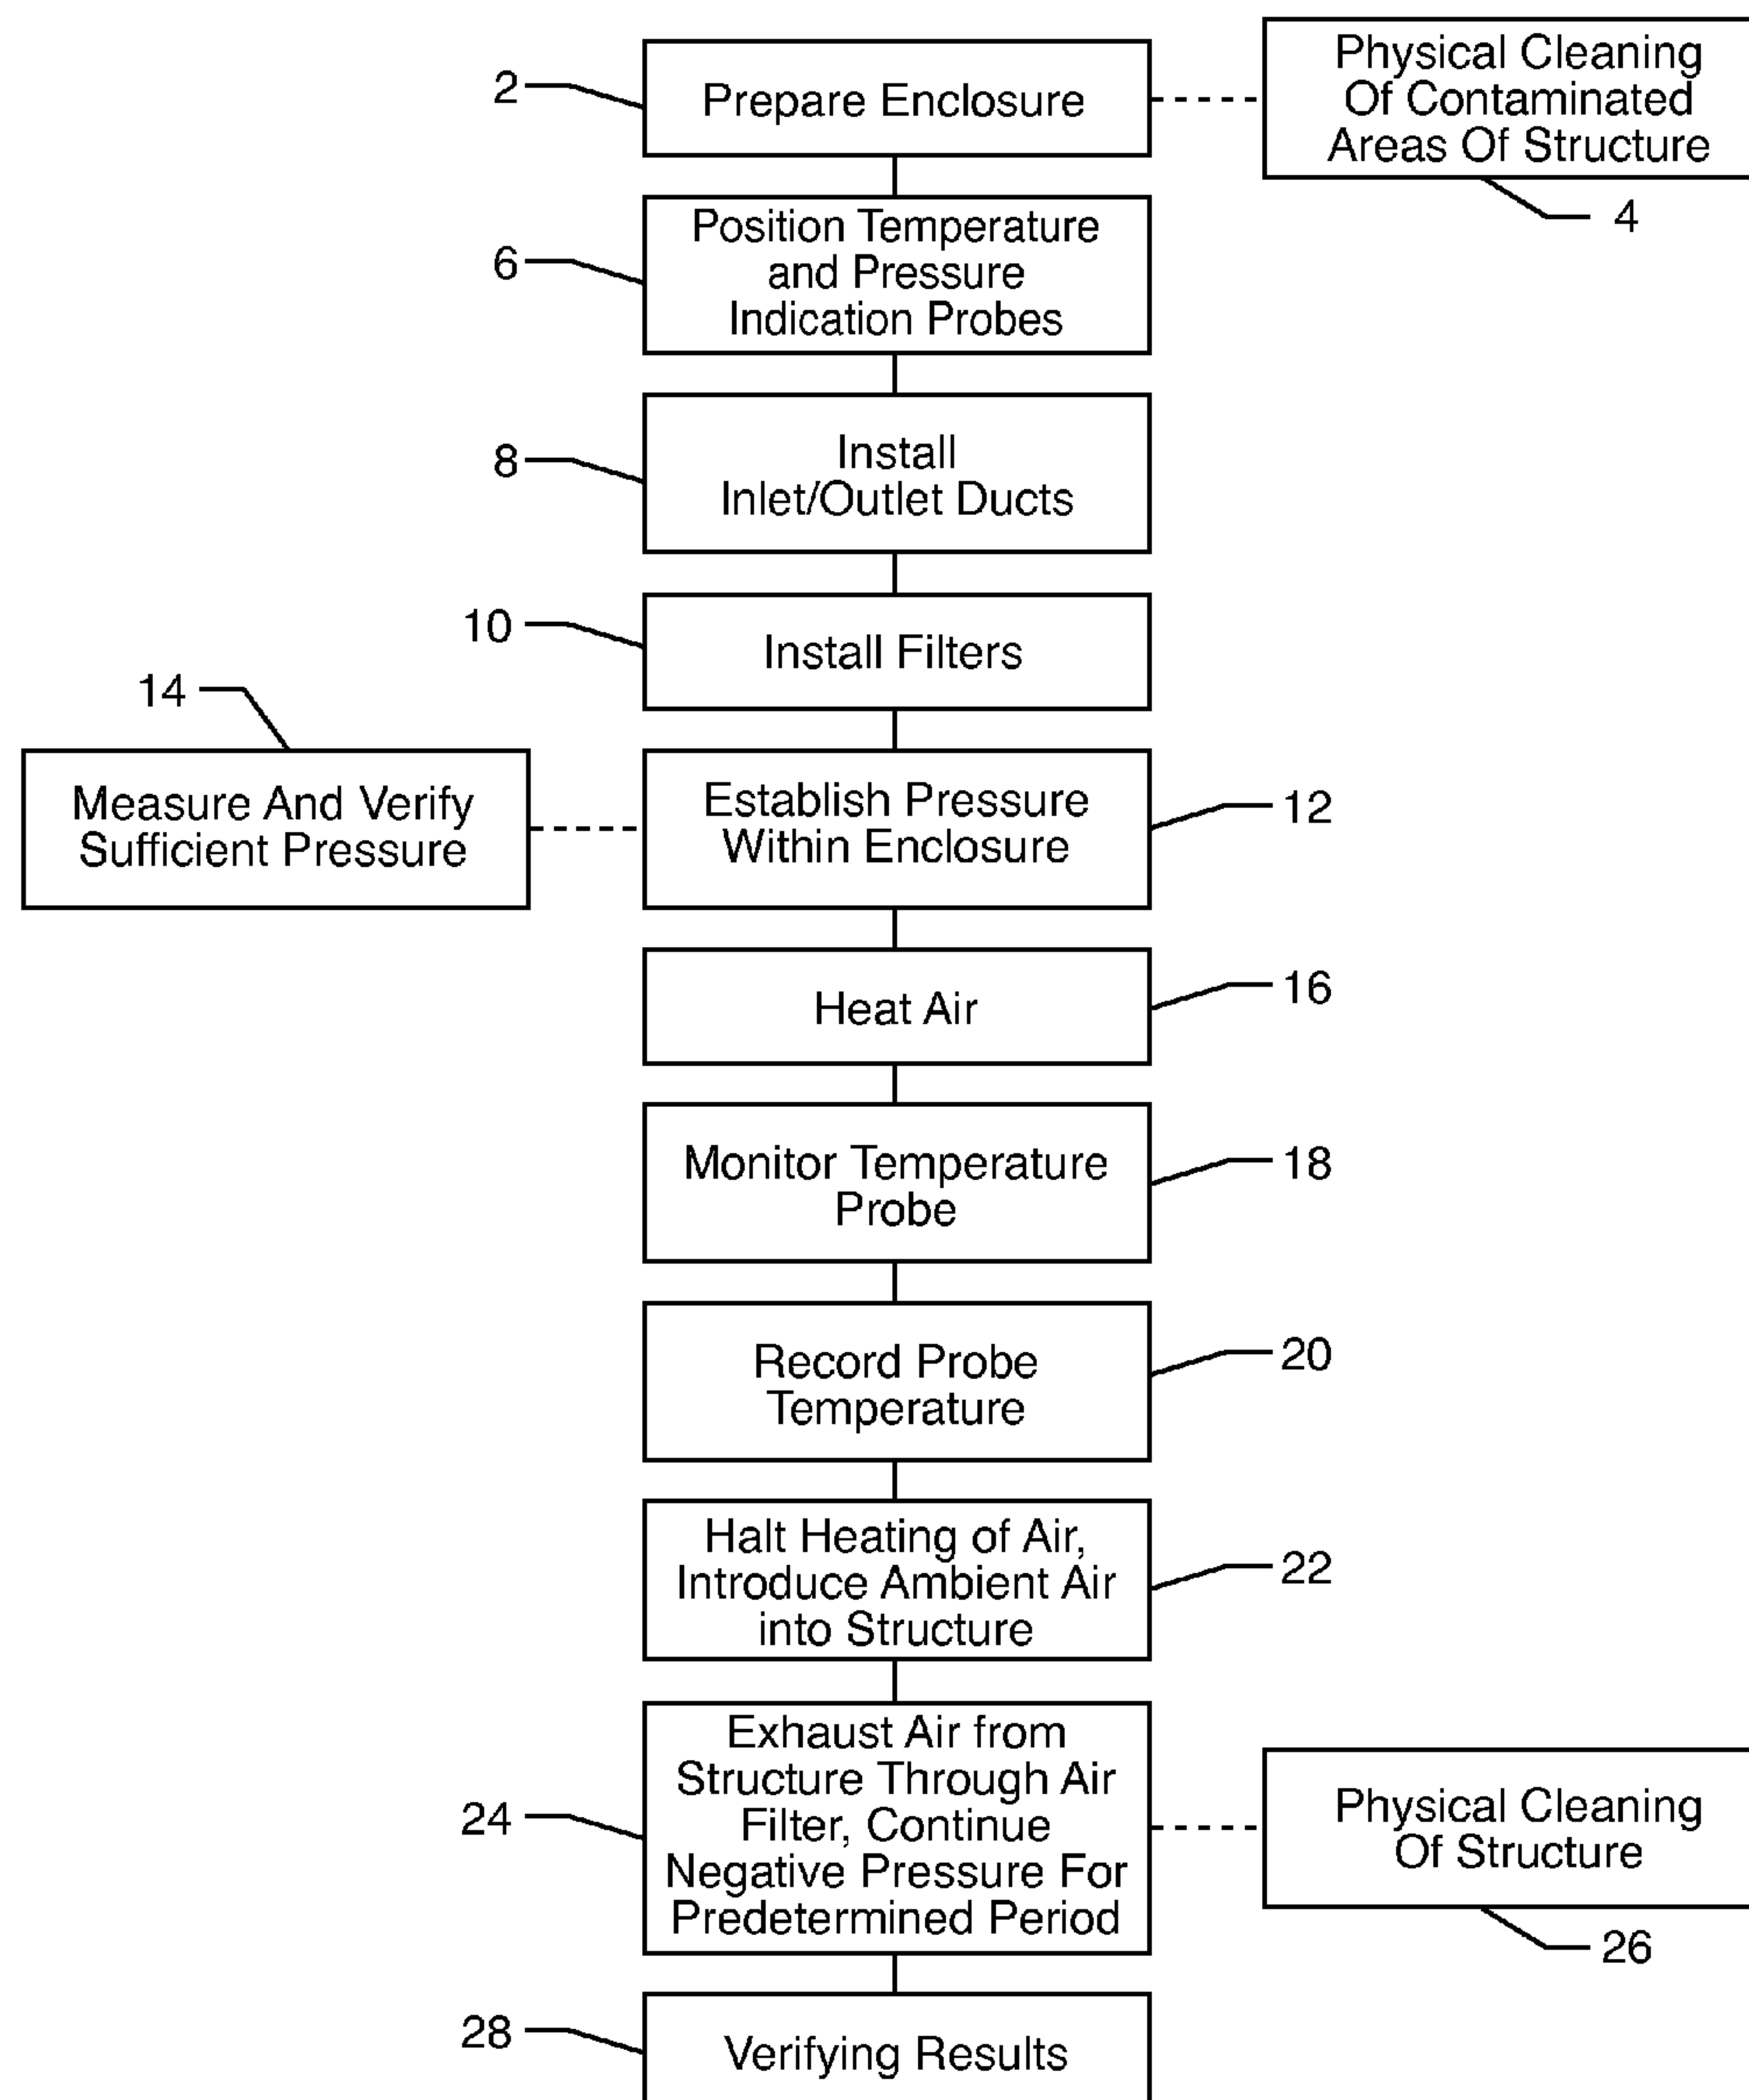 2
Prepare Enclosure
Physical Cleaning
Of Contaminated
Areas Of Structure
4
6
Position Temperature
and Pressure
Indication Probes
8
Install
Inlet/Outlet Ducts
10
Install Filters
14
Measure And Verify
Sufficient Pressure
Establish Pressure
Within Enclosure
12
Heat Air
16
Monitor Temperature
Probe
18
Record Probe
Temperature
20
Halt Heating of Air,
Introduce Ambient Air
into Structure
22
24
Exhaust Air from
Structure Through Air
Filter, Continue
Negative Pressure For
Predetermined Period
Physical Cleaning
Of Structure
26
28
Verifying Results